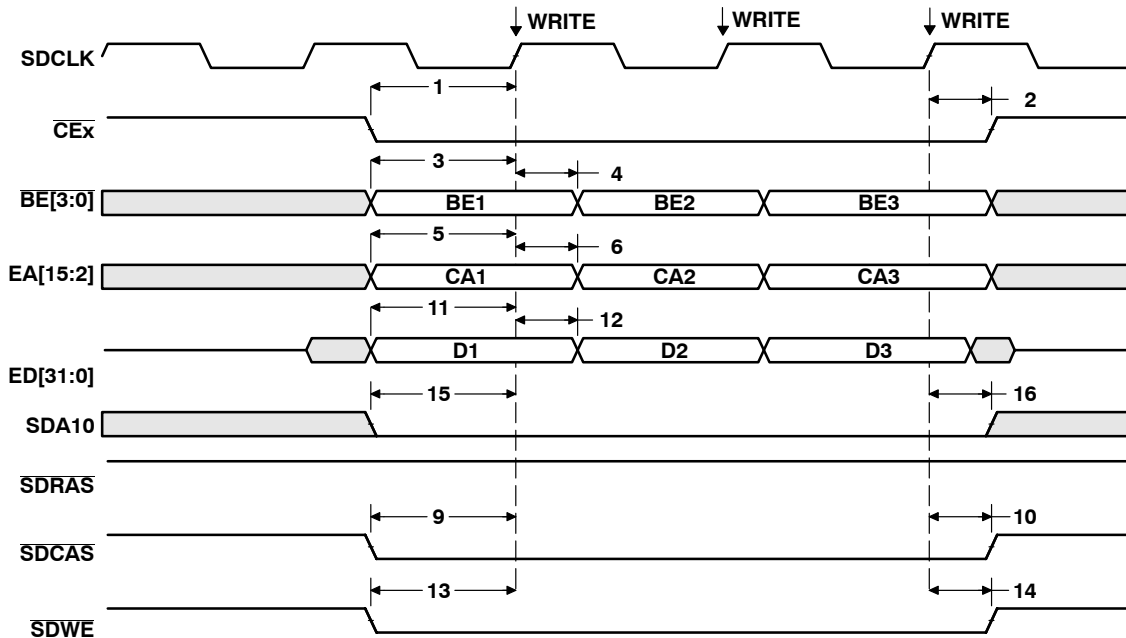 WRITE WRITE WRITE
SDCLK
1 2
CEx
3 4
BE[3:0] BE1 BE2 BE3
5 6
EA[15:2] CA1 CA2 CA3
11 12
D1 D2 D3
ED[31:0]
15 16
SDA10
SDRAS
9 10
SDCAS
13 14
SDWE